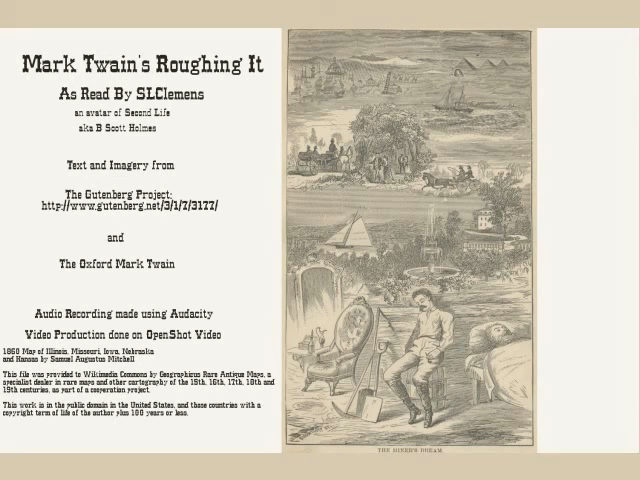 Mark Twain's Roughing It
As Read By SLClemens
an avatar of Second Life
aka B Scott Holmes
Text and Imagery from
The Gutenberg Project:
http://www.gutenberg.net/3/1/7/3177/
and
The Oxford Mark Twain
Audio Recording made using Audacity
Video Production done on OpenShot Video
1860 Map of Illinois, Missouri, Iowa, Nebraska
and Kansas by Samuel Augustus Mitchell
This file was provided to Wikimedia Commons by Geographicus Rare Antique Maps, a
specialist dealer in rare maps and other cartography of the 15th, 16th, 17th, 18th and
19th centuries, as part of a cooperation project.
This work is in the public domain in the United States, and those countries with a
copyright term of life of the author plus 100 years or less.
THE MINER'S DREAM.